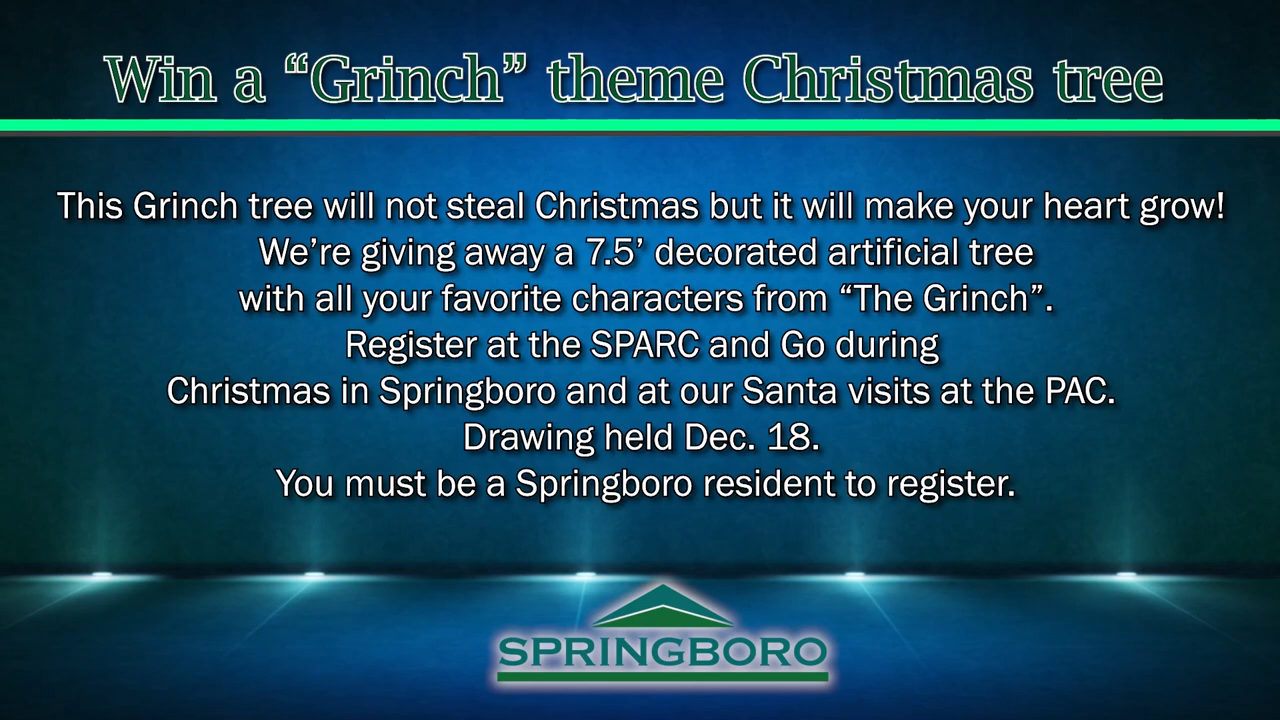 Win a “Grinch” theme Christmas tree
This Grinch tree will not steal Christmas but it will make your heart grow!
We’re giving away a 7.5’ decorated artificial tree
with all your favorite characters from “The Grinch”.
Register at the SPARC and Go during
Christmas in Springboro and at our Santa visits at the PAC.
Drawing held Dec. 18.
You must be a Springboro resident to register.
SPRINGBORO